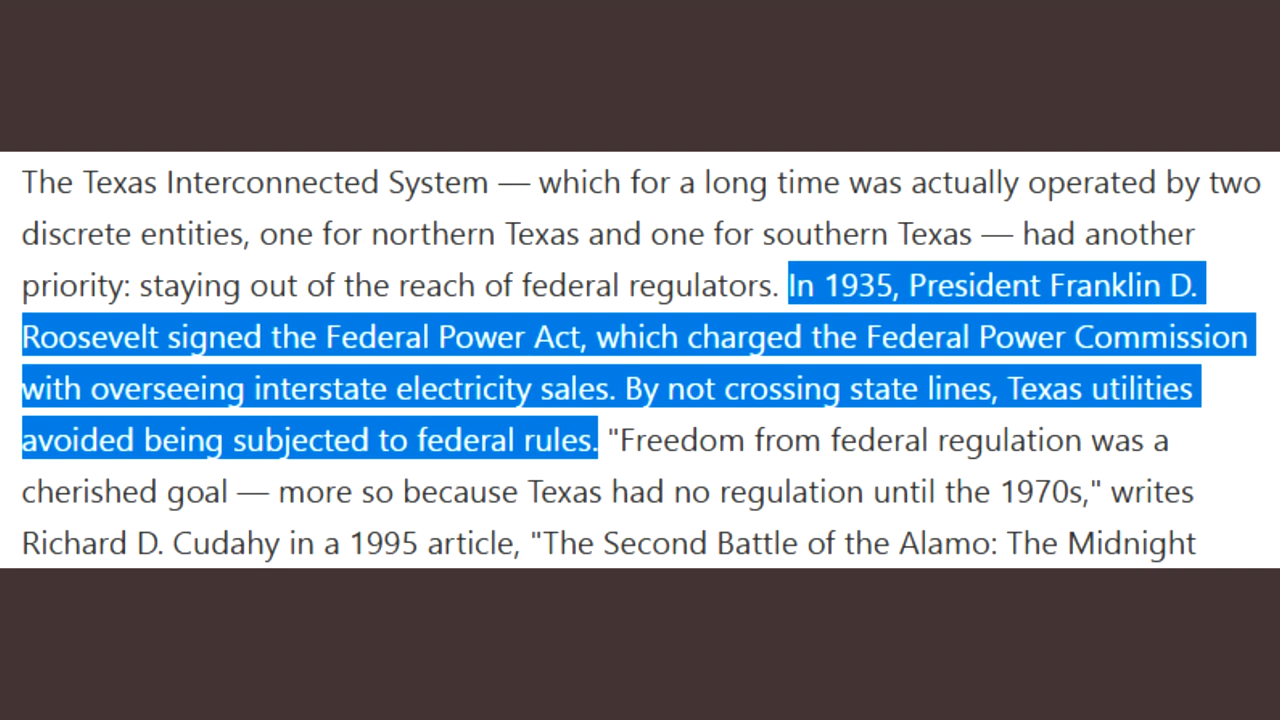 The Texas Interconnected System — which for a long time was actually operated by two
discrete entities, one for northern Texas and one for southern Texas — had another
priority: staying out of the reach of federal regulators. In 1935, President Franklin D.
Roosevelt signed the Federal Power Act, which charged the Federal Power Commission
with overseeing interstate electricity sales. By not crossing state lines, Texas utilities
avoided being subjected to federal rules. "Freedom from federal regulation was a
cherished goal — more so because Texas had no regulation until the 1970s," writes
Richard D. Cudahy in a 1995 article, "The Second Battle of the Alamo: The Midnight